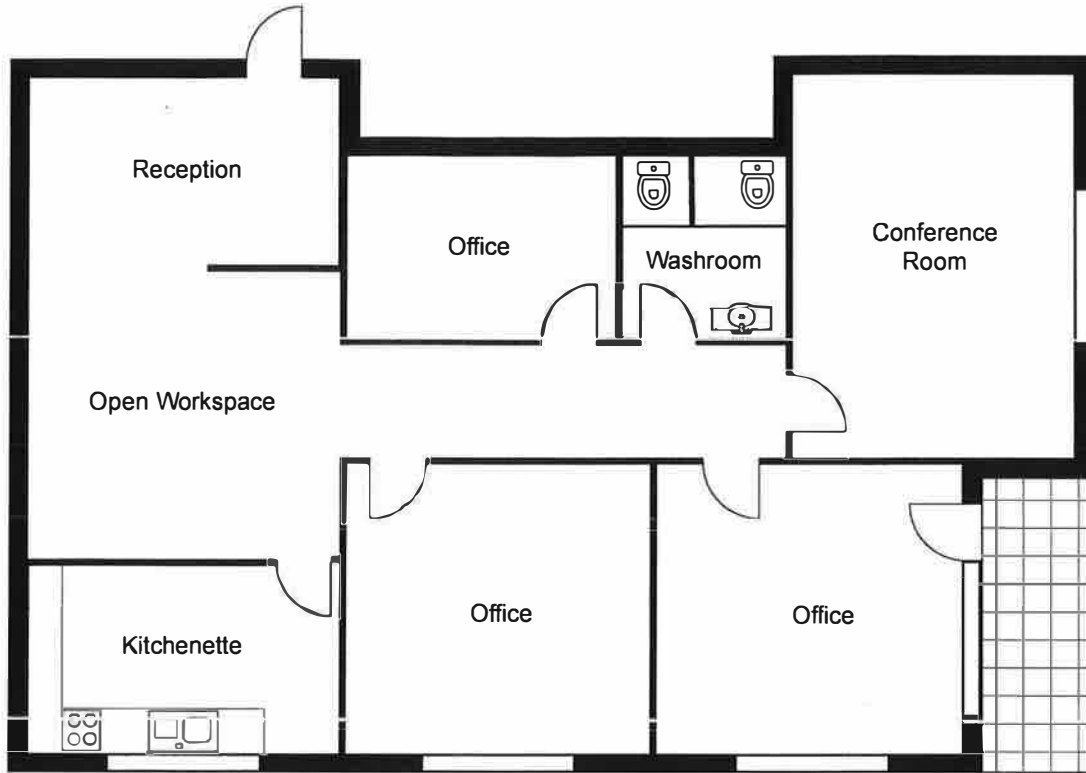 Reception
Office
Washroom
Conference
Room
Open Workspace
Kitchenette
Office
Office